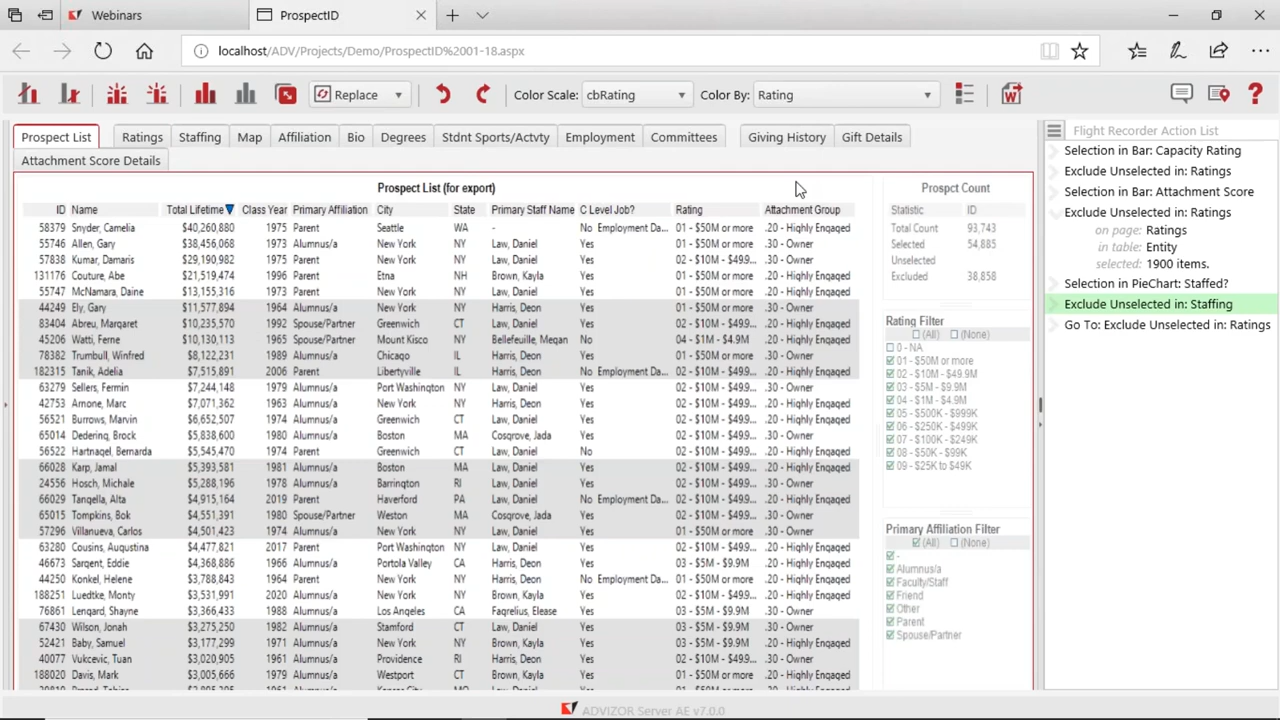 Webinars
ProspectID
localhost/ADV/Projects/Demo/ProspectID%2001-18.aspx
Replace
Color Scale: cbRating
Color By: Rating
Prospect List Ratings Staffing Map Affiliation Bio Degrees Stdnt Sports/Actvty Employment Committees Giving History Gift Details
Attachment Score Details
Prospect List (for export)
ID Name Total Lifetime Class Year Primary Affiliation City State Primary Staff Name C Level Job? Rating Attachment Group
58379 Snyder, Camelia $40,260,880 1975 Parent Seattle WA - No Employment Da... 01 - $50M or more .20 - Highly Engaged
55746 Allen, Gary $38,456,068 1973 Alumnus/a New York NY Law, Daniel Yes 01 - $50M or more .30 - Owner
57838 Kumar, Damaris $29,190,982 1975 Parent New York NY Law, Daniel Yes 02 - $10M - $49.9... .30 - Owner
131176 Couture, Abe $21,519,474 1996 Parent Etna NH Brown, Kayla Yes 01 - $50M or more .20 - Highly Engaged
55747 McNamara, Daine $13,155,316 1973 Parent New York NY Law, Daniel Yes 01 - $50M or more .20 - Highly Engaged
44249 Ely, Gary $11,577,894 1964 Alumnus/a New York NY Harris, Deon Yes 01 - $50M or more .30 - Owner
83404 Abreu, Margaret $10,235,570 1992 Spouse/Partner Greenwich CT Law, Daniel Yes 02 - $10M - $49.9... .20 - Highly Engaged
45206 Watti, Ferne $10,130,113 1965 Spouse/Partner Mount Kisco NY Bellefeuille, Megan No 04 - $1M - $4.9M .30 - Owner
78382 Trumbull, Winfred $8,122,231 1989 Alumnus/a Chicago IL Harris, Deon Yes 01 - $50M or more .30 - Owner
182315 Tanik, Adelia $7,515,891 2006 Parent Libertyville IL Harris, Deon No Employment Da... 02 - $10M - $49.9... .20 - Highly Engaged
63279 Sellers, Fermin $7,244,148 1979 Alumnus/a Port Washington NY Law, Daniel Yes 02 - $10M - $49.9... .30 - Owner
42753 Arnone, Marc $7,071,362 1963 Alumnus/a New York NY Harris, Deon Yes 02 - $10M - $49.9... .30 - Owner
56521 Burrows, Marvin $6,652,507 1974 Alumnus/a Greenwich CT Law, Daniel Yes 02 - $10M - $49.9... .30 - Owner
65014 Dedering, Brock $5,838,600 1980 Alumnus/a Boston MA Cosgrove, Jada Yes 02 - $10M - $49.9... .30 - Owner
56522 Hartnagel, Bernarda $5,545,470 1974 Parent Greenwich CT Law, Daniel No 02 - $10M - $49.9... .30 - Owner
66028 Karp, Jamal $5,393,581 1981 Alumnus/a Boston MA Law, Daniel Yes 02 - $10M - $49.9... .20 - Highly Engaged
24556 Hosch, Michale $5,288,196 1978 Alumnus/a Barrington RI Law, Daniel Yes 02 - $10M - $49.9... .30 - Owner
66029 Tangella, Alta $4,915,164 2019 Parent Haverford PA Law, Daniel No Employment Da... 02 - $10M - $49.9... .20 - Highly Engaged
65015 Tompkins, Bok $4,551,391 1980 Spouse/Partner Weston MA Cosgrove, Jada Yes 02 - $10M - $49.9... .30 - Owner
57296 Villanueva, Carlos $4,501,423 1974 Alumnus/a New York NY Law, Daniel Yes 01 - $50M or more .30 - Owner
63280 Cousins, Augustina $4,477,821 2017 Parent Port Washington NY Law, Daniel Yes 02 - $10M - $49.9... .20 - Highly Engaged
46673 Sargent, Eddie $4,368,886 1966 Alumnus/a Portola Valley CA Harris, Deon Yes 03 - $5M - $9.9M .20 - Highly Engaged
44250 Konkel, Helene $3,788,843 1964 Parent New York NY Harris, Deon No Employment Da... 01 - $50M or more .20 - Highly Engaged
188251 Luedtke, Monty $3,531,991 2020 Alumnus/a New York NY Brown, Kayla Yes 01 - $50M or more .20 - Highly Engaged
76861 Lengard, Shayne $3,366,433 1988 Alumnus/a Los Angeles CA Fagrelius, Elease Yes 03 - $5M - $9.9M .30 - Owner
67430 Wilson, Jonah $3,275,250 1982 Alumnus/a Stamford CT Law, Daniel Yes 03 - $5M - $9.9M .30 - Owner
52421 Baby, Samuel $3,177,299 1971 Alumnus/a New York NY Brown, Kayla Yes 03 - $5M - $9.9M .20 - Highly Engaged
40077 Vukcevic, Tuan $3,020,905 1961 Alumnus/a Providence RI Harris, Deon Yes 02 - $10M - $49.9... .30 - Owner
188020 Davis, Mark $3,005,666 1979 Alumnus/a Westport CT Brown, Kayla Yes 01 - $50M or more .20 - Highly Engaged
Prospct Count
Statistic ID
Total Count 93,743
Selected 54,885
Unselected
Excluded 38,858
Rating Filter
(All) (None)
0 - NA
01 - $50M or more
02 - $10M - $49.9M
03 - $5M - $9.9M
04 - $1M - $4.9M
05 - $500K - $999K
06 - $250K - $499K
07 - $100K - $249K
08 - $50K - $99K
09 - $25K to $49K
Primary Affiliation Filter
(All) (None)
-
Alumnus/a
Faculty/Staff
Friend
Other
Parent
Spouse/Partner
Flight Recorder Action List
Selection in Bar: Capacity Rating
Exclude Unselected in: Ratings
Selection in Bar: Attachment Score
Exclude Unselected in: Ratings
on page: Ratings
in table: Entity
selected: 1900 items.
Selection in PieChart: Staffed?
Exclude Unselected in: Staffing
Go To: Exclude Unselected in: Ratings
ADVIZOR Server AE v7.0.0